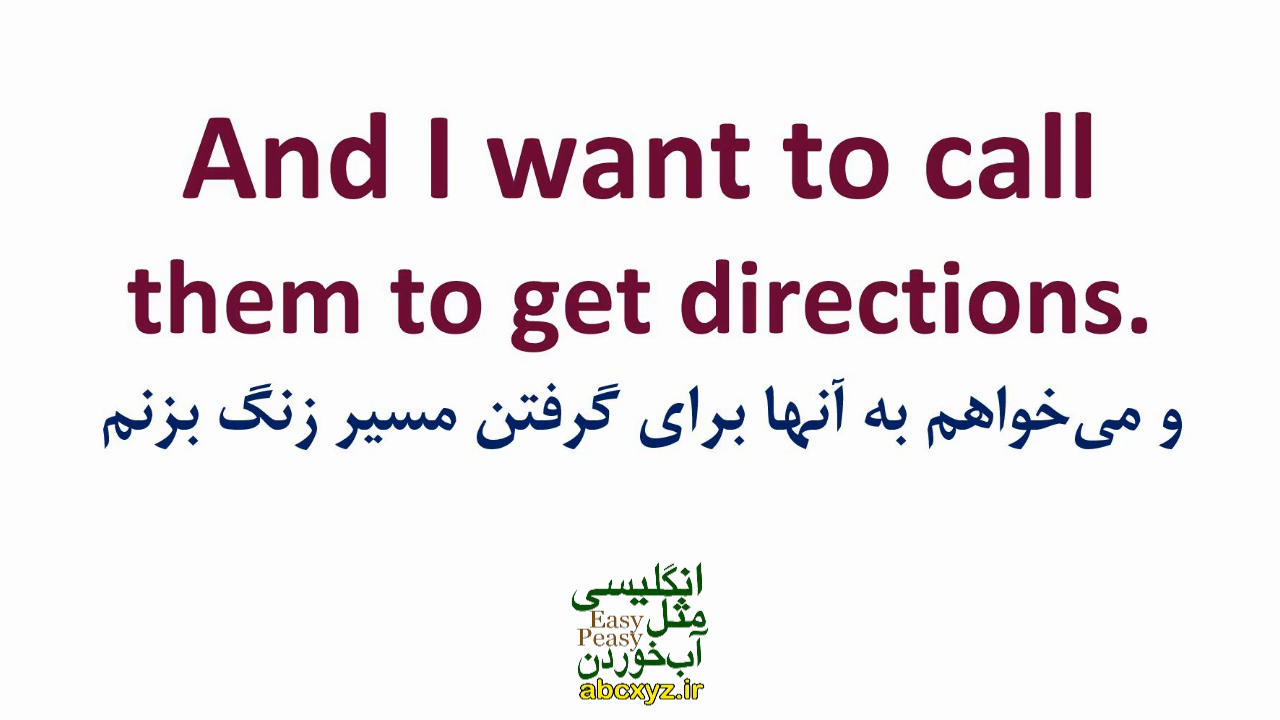 And I want to call
them to get directions.
و می‌خواهم به آنها برای گرفتن مسیر زنگ بزنم
انگلیسی
مثل
Easy
Peasy
آب‌خوردن
abcxyz.ir